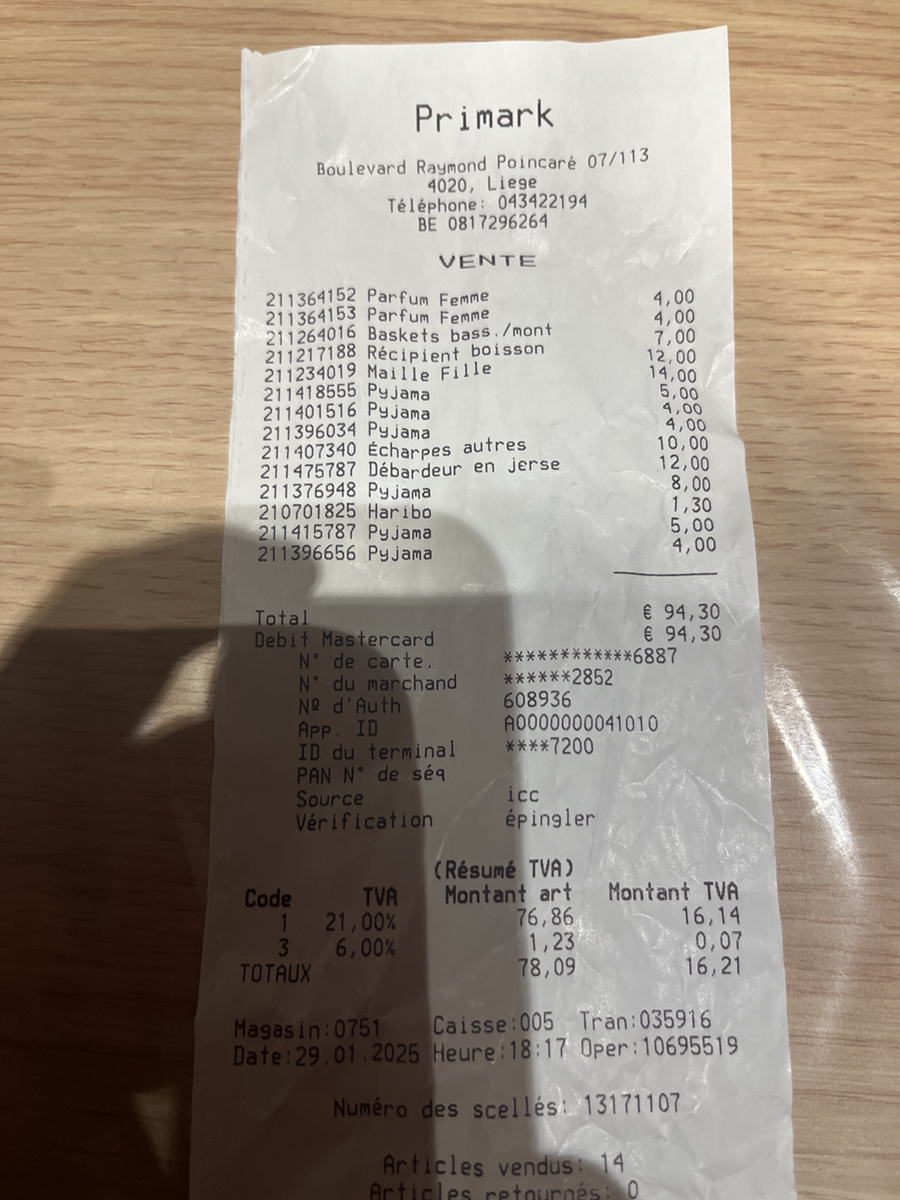 Primark
Boulevard Raymond Poincaré 07/113
4020, Liege
Téléphone: 043422194
BE 0817296264
VENTE
211364152 Parfum Femme 4,00
211364153 Parfum Femme 4,00
211264016 Baskets bass./mont 7,00
211217188 Récipient boisson 12,00
211234019 Maille Fille 14,00
211418555 Pyjama 5,00
211401516 Pyjama 4,00
211396034 Pyjama 4,00
211407340 Écharpes autres 10,00
211475787 Débardeur en jerse 12,00
211376948 Pyjama 8,00
210701825 Haribo 1,30
211415787 Pyjama 5,00
211396656 Pyjama 4,00
Total € 94,30
Debit Mastercard € 94,30
N° de carte. ************6887
N° du marchand ******2852
Nº d'Auth 608936
App. ID A0000000041010
ID du terminal ****7200
PAN N° de séq
Source icc
Vérification épingler
(Résumé TVA)
Code TVA Montant art Montant TVA
1 21,00% 76,86 16,14
3 6,00% 1,23 0,07
TOTAUX 78,09 16,21
Magasin:0751 Caisse:005 Tran:035916
Date:29.01.2025 Heure:18:17 Oper:10695519
Numéro des scellés: 13171107
Articles vendus: 14
Articles retournés: 0